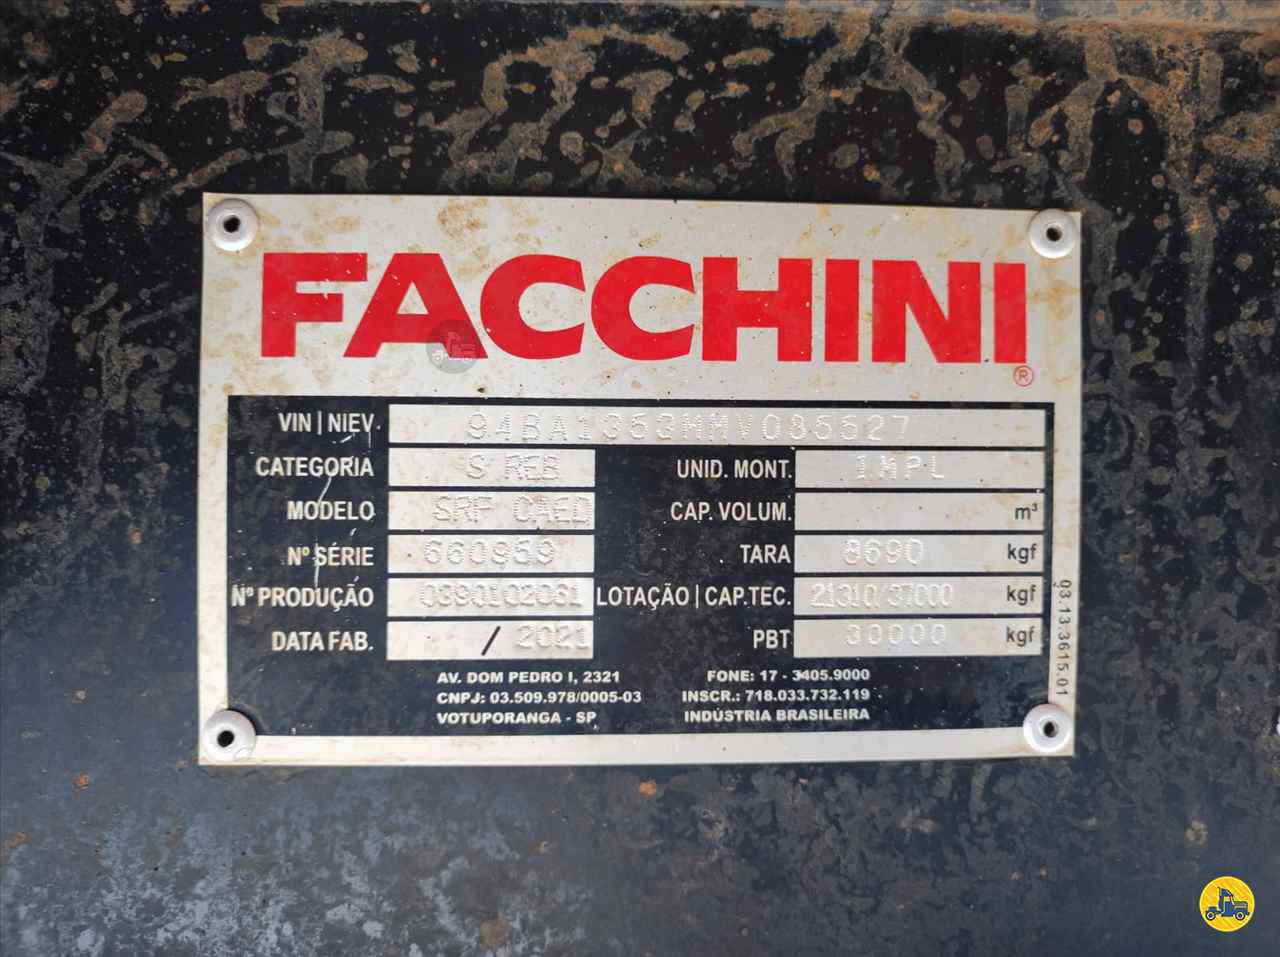 FACCHINI ®
VIN | NIEV. 94BA1363MMV085527
CATEGORIA S REB UNID. MONT. IMPL
MODELO SRF CAED CAP. VOLUM. m³
Nº SÉRIE 660959 TARA 8690 kgf
Nº PRODUÇÃO 0390102061 LOTAÇÃO | CAP.TEC. 21310/37000 kgf
DATA FAB. / 2021 PBT 30000 kgf
AV. DOM PEDRO I, 2321 FONE: 17 - 3405.9000
CNPJ: 03.509.978/0005-03 INSCR.: 718.033.732.119
VOTUPORANGA - SP INDÚSTRIA BRASILEIRA
03.13.3615.01